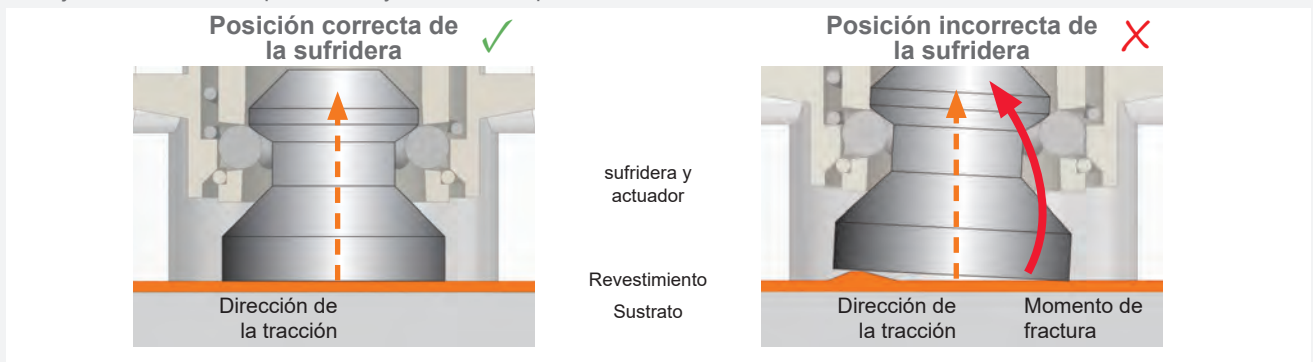 Posición correcta de
la sufridera
Posición incorrecta de
la sufridera
sufridera y
actuador
Revestimiento
Sustrato
Dirección de
la tracción
Dirección de
la tracción
Momento de
fractura